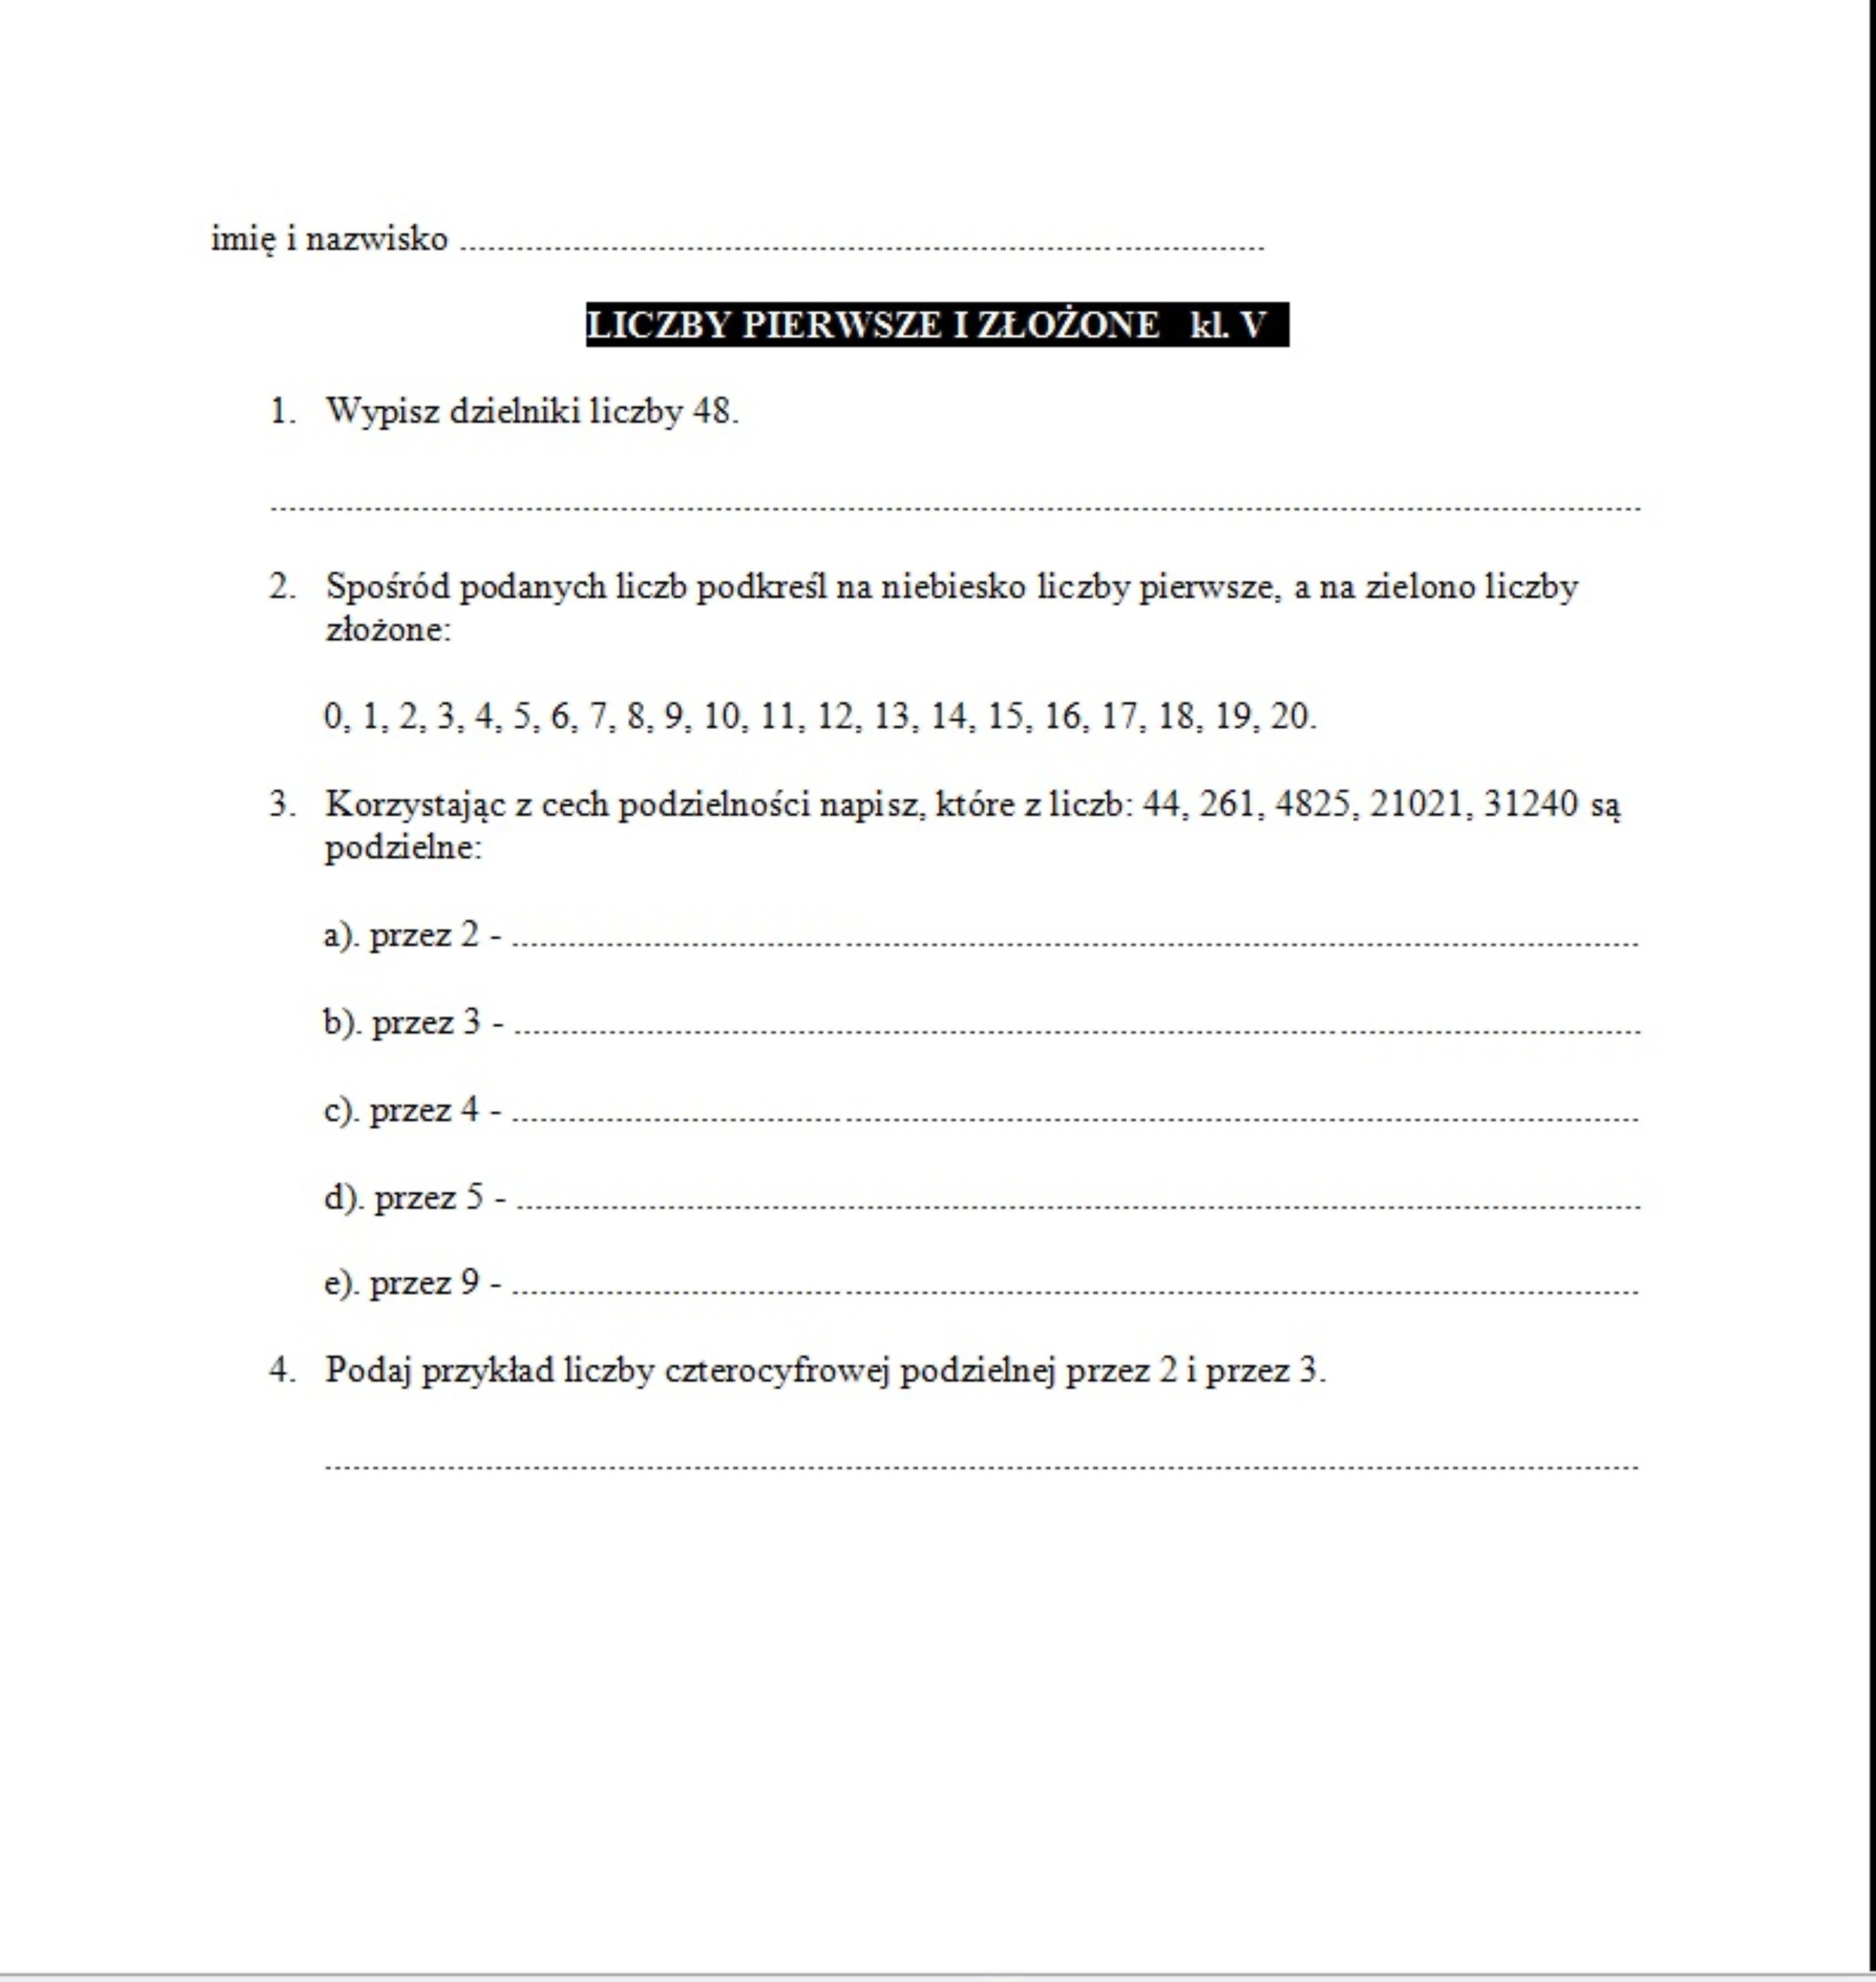 imię i nazwisko ......................................................................................
LICZBY PIERWSZE I ZŁOŻONE kl. V
1. Wypisz dzielniki liczby 48.
..................................................................................................................................................
2. Spośród podanych liczb podkreśl na niebiesko liczby pierwsze, a na zielono liczby
złożone:
0, 1, 2, 3, 4, 5, 6, 7, 8, 9, 10, 11, 12, 13, 14, 15, 16, 17, 18, 19, 20.
3. Korzystając z cech podzielności napisz, które z liczb: 44, 261, 4825, 21021, 31240 są
podzielne:
a). przez 2 - ........................................................................................................................
b). przez 3 - ........................................................................................................................
c). przez 4 - ........................................................................................................................
d). przez 5 - ........................................................................................................................
e). przez 9 - ........................................................................................................................
4. Podaj przykład liczby czterocyfrowej podzielnej przez 2 i przez 3.
............................................................................................................................................